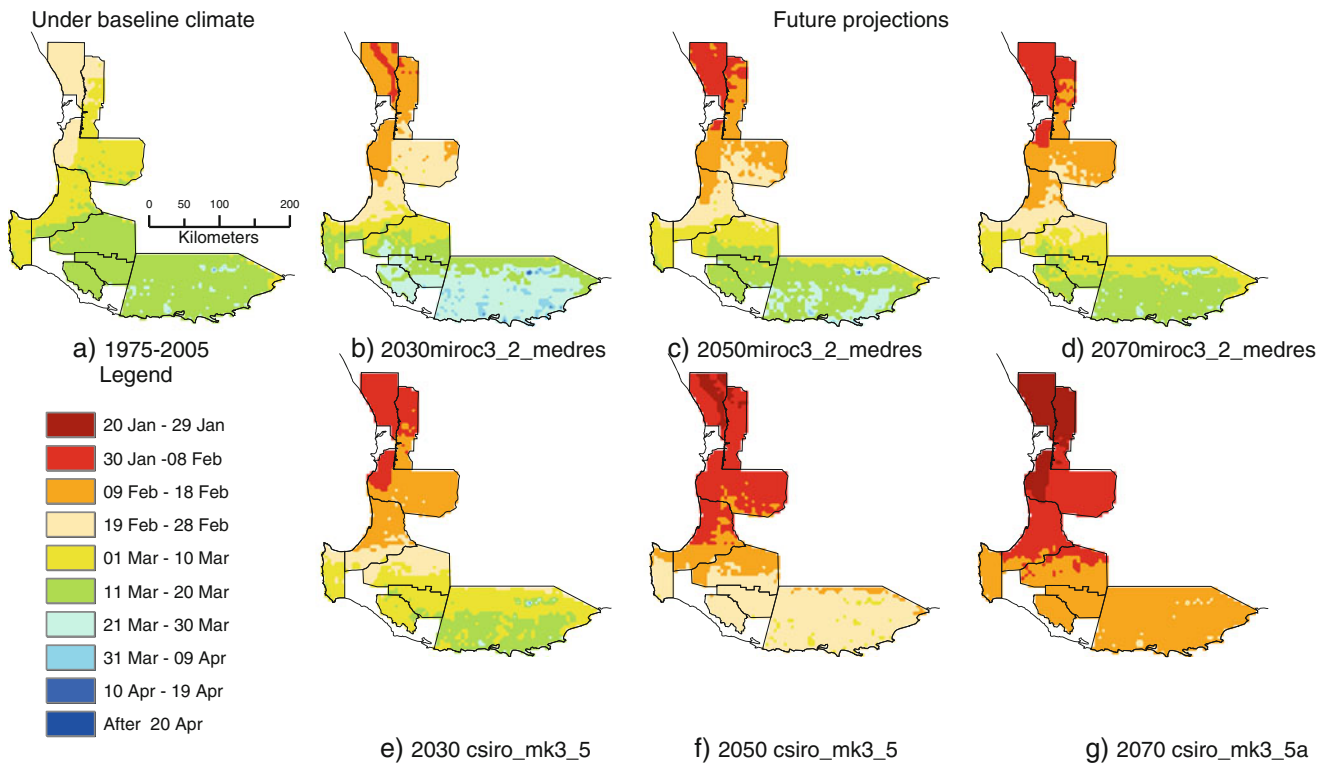 Under baseline climate
Future projections
0 50 100 200
Kilometers
a) 1975-2005
b) 2030miroc3_2_medres
c) 2050miroc3_2_medres
d) 2070miroc3_2_medres
Legend
20 Jan - 29 Jan
30 Jan -08 Feb
09 Feb - 18 Feb
19 Feb - 28 Feb
01 Mar - 10 Mar
11 Mar - 20 Mar
21 Mar - 30 Mar
31 Mar - 09 Apr
10 Apr - 19 Apr
After 20 Apr
e) 2030 csiro_mk3_5
f) 2050 csiro_mk3_5
g) 2070 csiro_mk3_5a